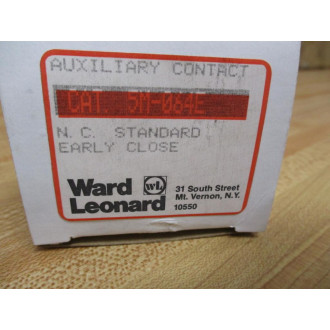 AUXILIARY CONTACT
CAT. 5M-064E
N.C. STANDARD
EARLY CLOSE
Ward
Leonard
WL
31 South Street
Mt. Vernon, N.Y.
10550